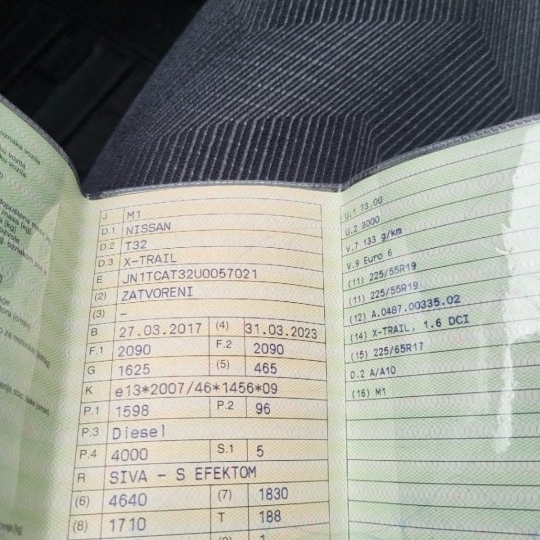 J M1
D.1 NISSAN
D.2 T32
D.3 X-TRAIL
E JN1TCAT32U0057021
(2) ZATVORENI
(3) -
B 27.03.2017 (4) 31.03.2023
F.1 2090 F.2 2090
G 1625 (5) 465
K e13*2007/46*1456*09
P.1 1598 P.2 96
P.3 Diesel
P.4 4000 S.1 5
R SIVA - S EFEKTOM
(6) 4640 (7) 1830
(8) 1710 T 188
1
U.1 73,00
U.2 3000
V.7 133 g/km
V.9 Euro 6
(11) 225/55R19
(11) 225/55R19
(12) A.0487.00335.02
(14) X-TRAIL, 1.6 DCI
(15) 225/65R17
D.2 A/A10
(16) M1